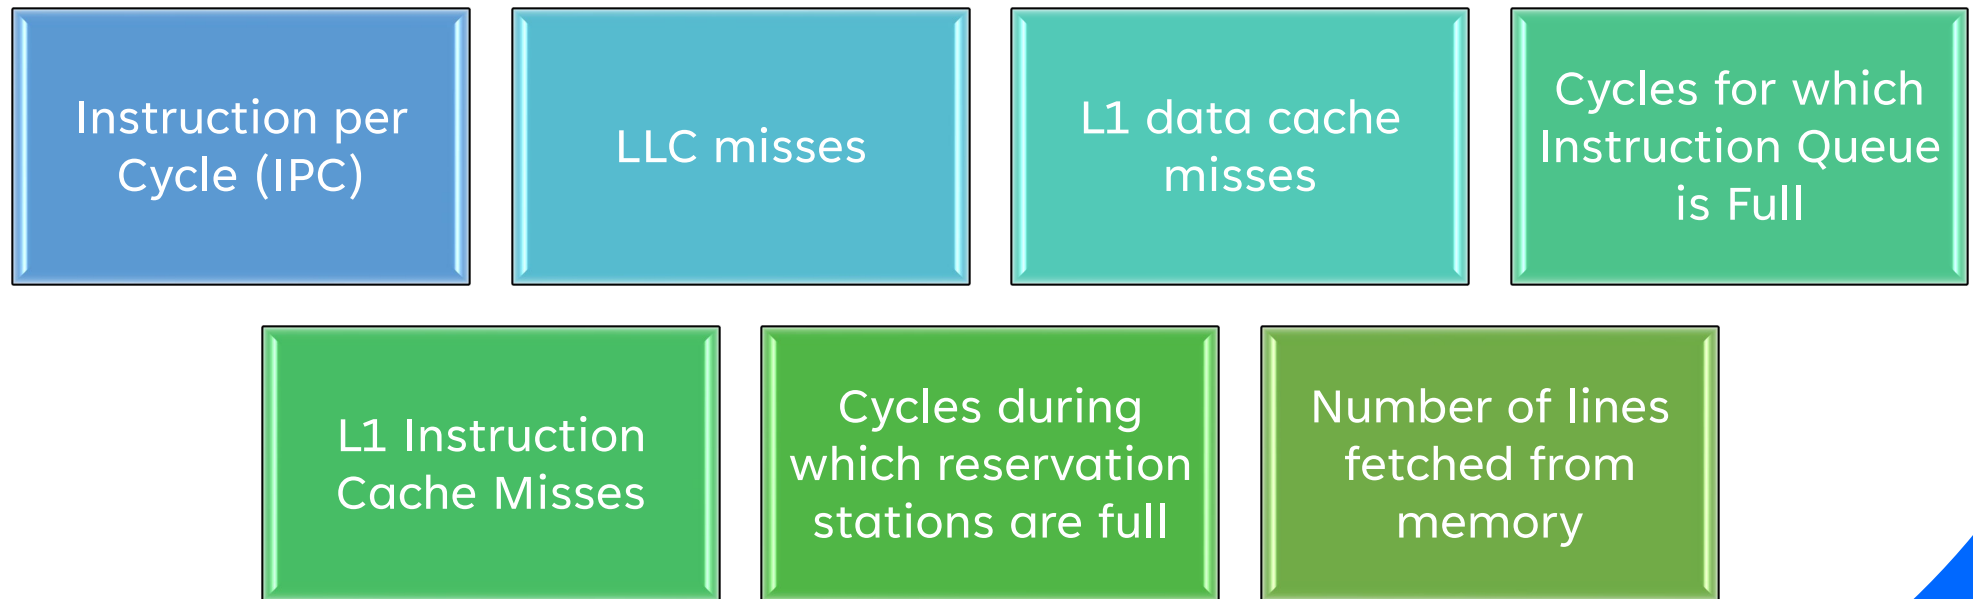 Instruction per
Cycle (IPC)
LLC misses
L1 data cache
misses
Cycles for which
Instruction Queue
is Full
L1 Instruction
Cache Misses
Cycles during
which reservation
stations are full
Number of lines
fetched from
memory